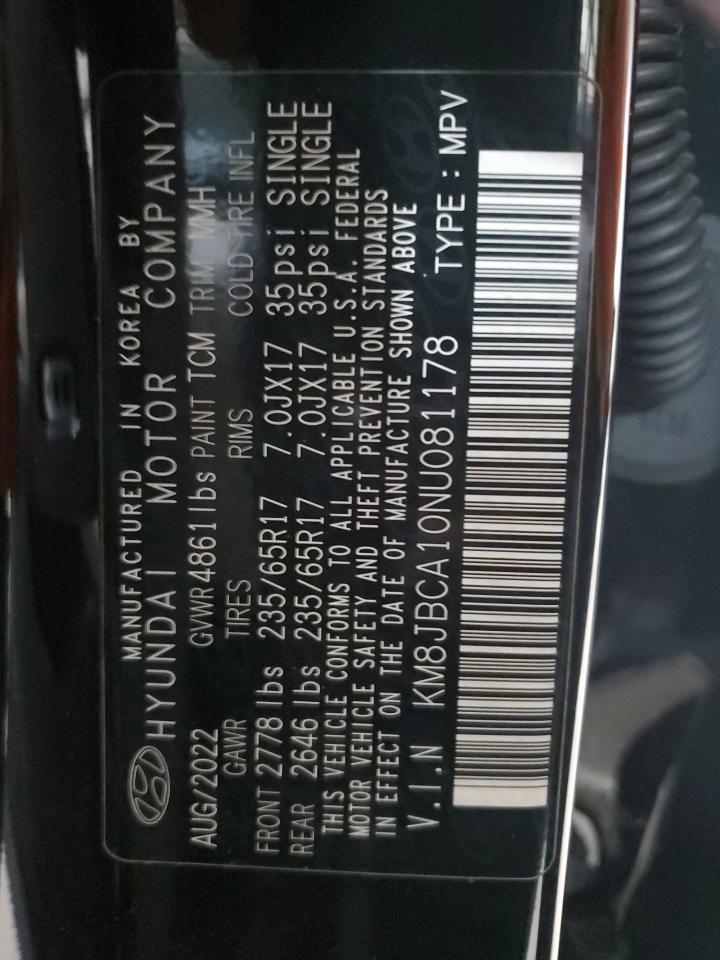 MANUFACTURED IN KOREA BY
HYUNDAI MOTOR COMPANY
AUG/2022 GVWR 4861 lbs PAINT TCM TRIM MMH
GAWR TIRES RIMS COLD TIRE INFL
FRONT 2778 lbs 235/65R17 7.0JX17 35psi SINGLE
REAR 2646 lbs 235/65R17 7.0JX17 35psi SINGLE
THIS VEHICLE CONFORMS TO ALL APPLICABLE U.S.A. FEDERAL
MOTOR VEHICLE SAFETY AND THEFT PREVENTION STANDARDS
IN EFFECT ON THE DATE OF MANUFACTURE SHOWN ABOVE
V.I.N KM8JBCA10NU081178 TYPE : MPV